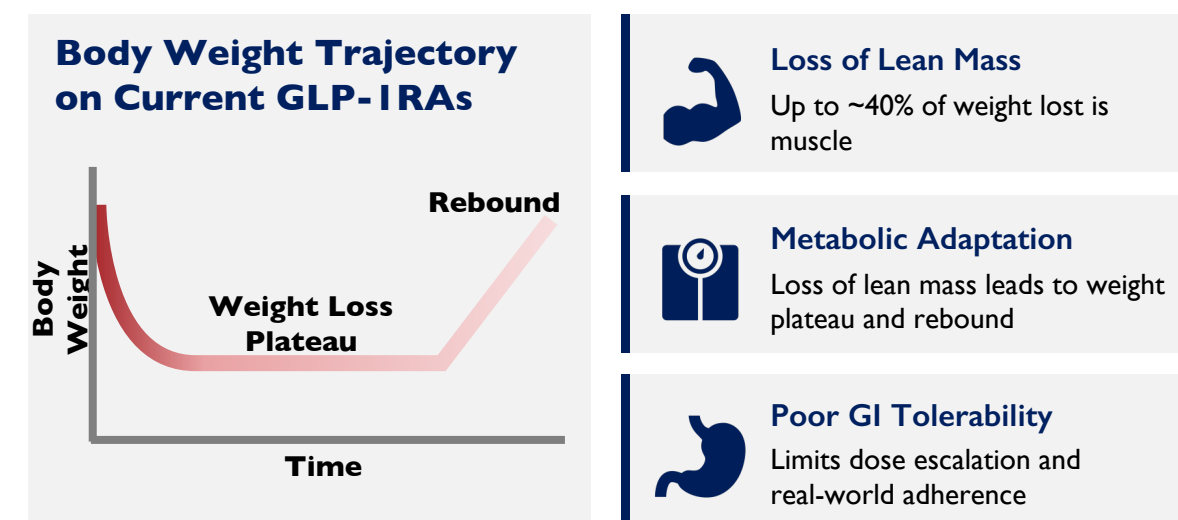 Body Weight Trajectory
on Current GLP-1RAs
Rebound
Body
Weight
Weight Loss
Plateau
Time
Loss of Lean Mass
Up to ~40% of weight lost is
muscle
Metabolic Adaptation
Loss of lean mass leads to weight
plateau and rebound
Poor GI Tolerability
Limits dose escalation and
real-world adherence